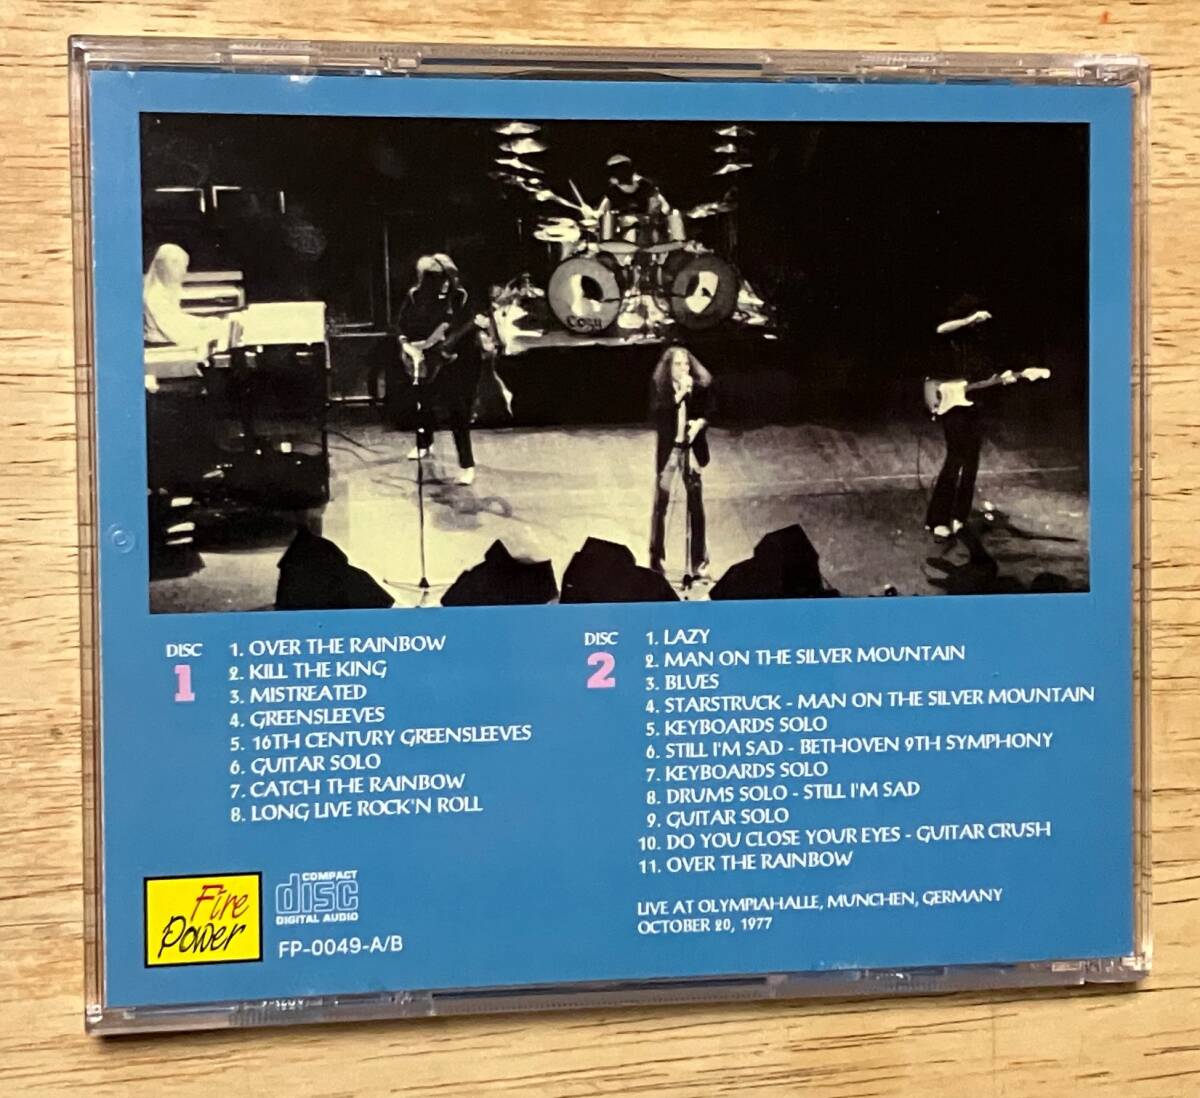 cosy
DISC
1
1. OVER THE RAINBOW
2. KILL THE KING
3. MISTREATED
4. GREENSLEEVES
5. 16TH CENTURY GREENSLEEVES
6. GUITAR SOLO
7. CATCH THE RAINBOW
8. LONG LIVE ROCK'N ROLL
DISC
2
1. LAZY
2. MAN ON THE SILVER MOUNTAIN
3. BLUES
4. STARSTRUCK - MAN ON THE SILVER MOUNTAIN
5. KEYBOARDS SOLO
6. STILL I'M SAD - BETHOVEN 9TH SYMPHONY
7. KEYBOARDS SOLO
8. DRUMS SOLO - STILL I'M SAD
9. GUITAR SOLO
10. DO YOU CLOSE YOUR EYES - GUITAR CRUSH
11. OVER THE RAINBOW
LIVE AT OLYMPIAHALLE, MUNCHEN, GERMANY
OCTOBER 20, 1977
Fire
Power
COMPACT
disc
DIGITAL AUDIO
FP-0049-A/B